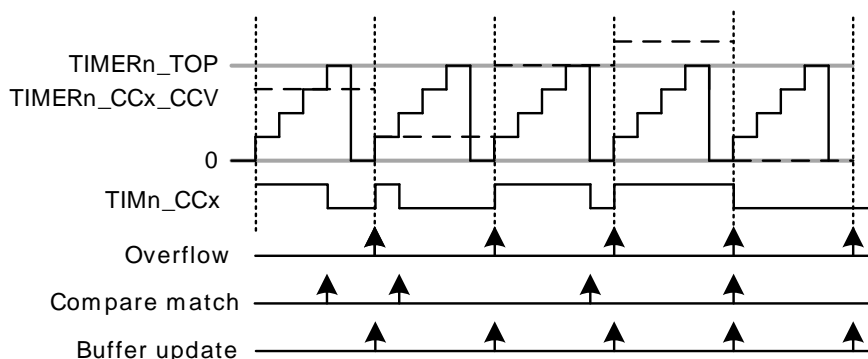 TIMERn_TOP
TIMERn_CCx_CCV
0
TIMn_CCx
Overflow
Compare match
Buffer update